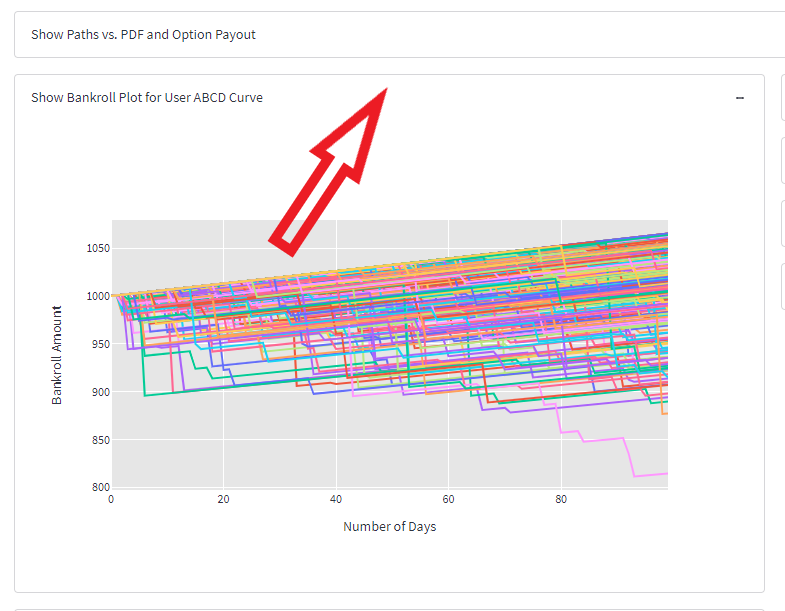 Show Paths vs. PDF and Option Payout
Show Bankroll Plot for User ABCD Curve
–
1050
1000
950
900
850
800
Bankroll Amount
0 20 40 60 80
Number of Days